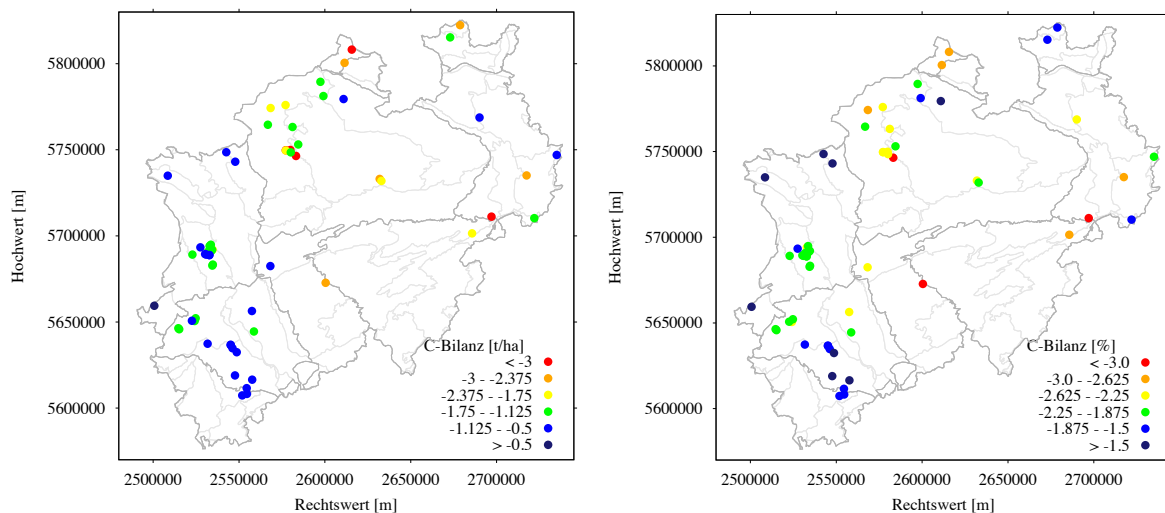 5800000
5750000
5700000
5650000
5600000
Hochwert [m]
C-Bilanz [t/ha]
< -3
-3 - -2.375
-2.375 - -1.75
-1.75 - -1.125
-1.125 - -0.5
> -0.5
2500000 2550000 2600000 2650000 2700000
Rechtswert [m]
5800000
5750000
5700000
5650000
5600000
Hochwert [m]
C-Bilanz [%]
< -3.0
-3.0 - -2.625
-2.625 - -2.25
-2.25 - -1.875
-1.875 - -1.5
> -1.5
2500000 2550000 2600000 2650000 2700000
Rechtswert [m]